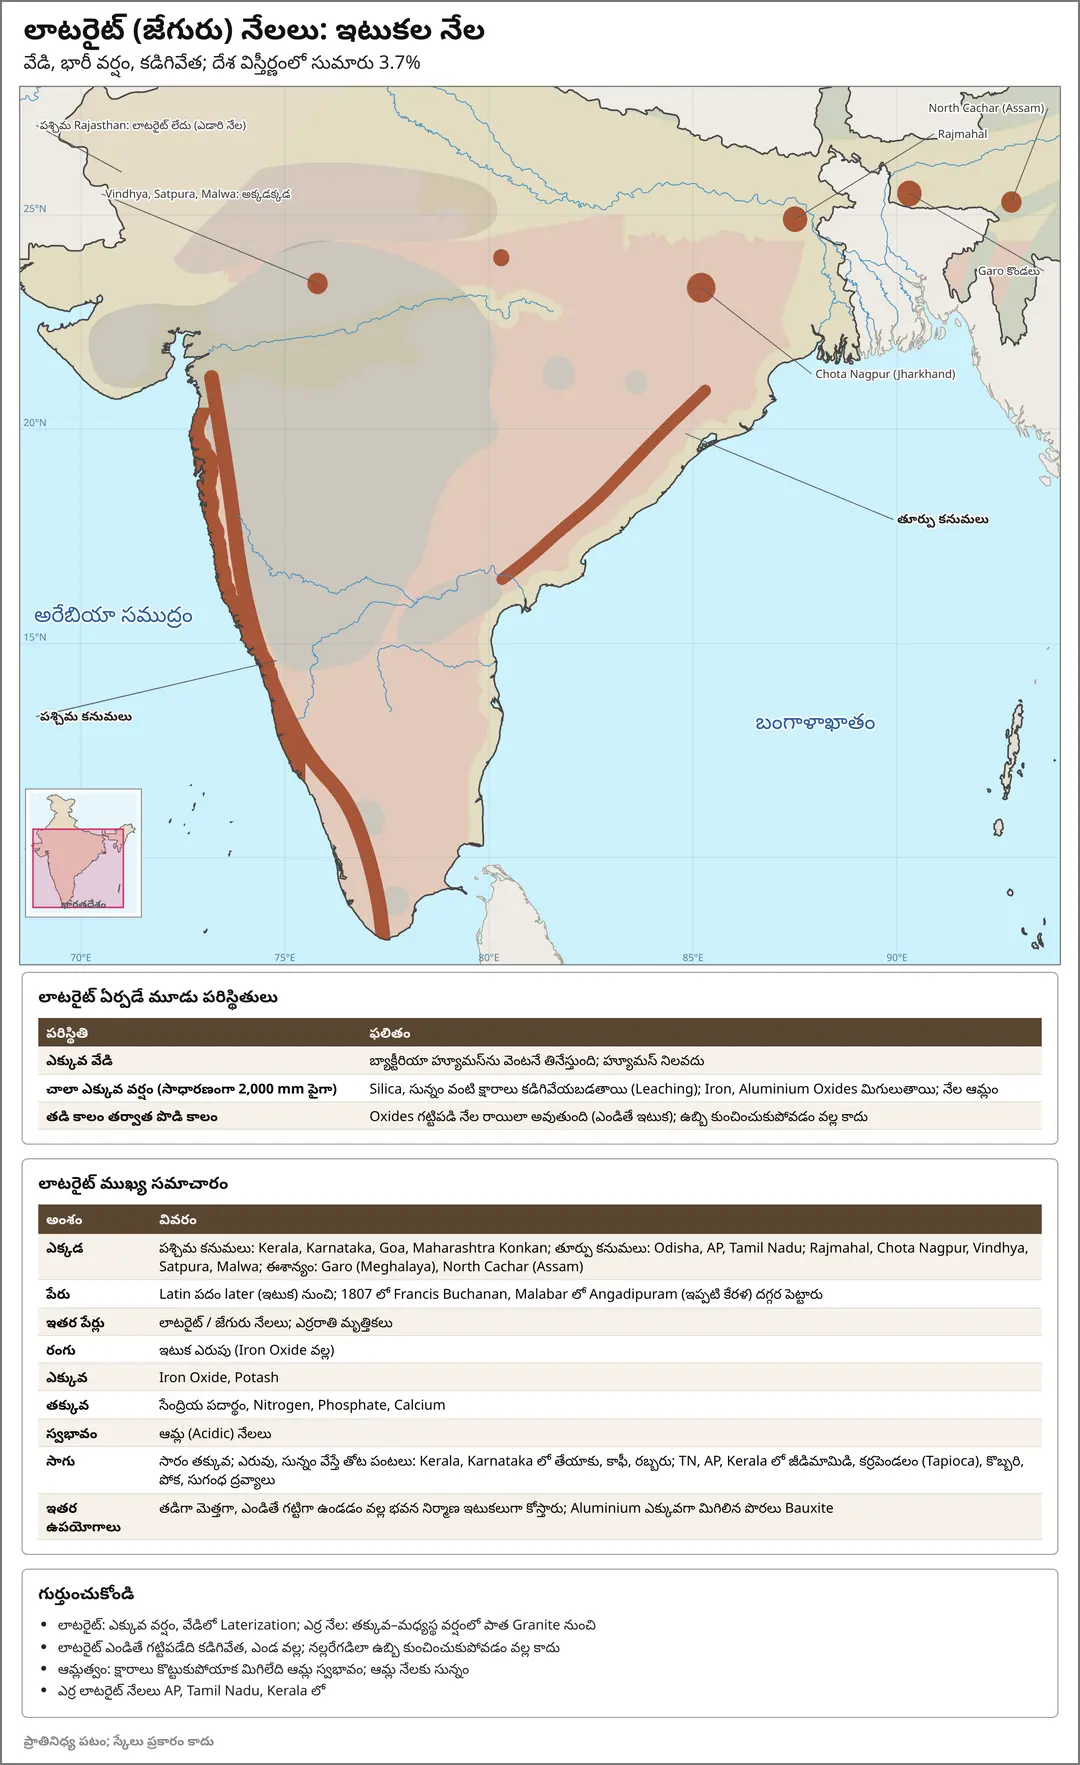 లాటరైట్ (జేగురు) నేలలు: ఇటుకల నేల
వేడి, భారీ వర్షం, కడిగివేత; దేశ విస్తీర్ణంలో సుమారు 3.7%
North Cachar (Assam)
పశ్చిమ Rajasthan: లాటరైట్ లేదు (ఎడారి నేల)
Rajmahal
Vindhya, Satpura, Malwa: అక్కడక్కడ
25°N
Garo కొండలు
Chota Nagpur (Jharkhand)
20°N
తూర్పు కనుమలు
అరేబియా సముద్రం
15°N
పశ్చిమ కనుమలు
బంగాళాఖాతం
భారతదేశం
70°E
75°E
80°E
85°E
90°E
లాటరైట్ ఏర్పడే మూడు పరిస్థితులు
పరిస్థితి
ఫలితం
ఎక్కువ వేడి
బ్యాక్టీరియా హ్యూమస్‌ను వెంటనే తినేస్తుంది; హ్యూమస్ నిలవదు
చాలా ఎక్కువ వర్షం (సాధారణంగా 2,000 mm పైగా)
Silica, సున్నం వంటి క్షారాలు కడిగివేయబడతాయి (Leaching); Iron, Aluminium Oxides మిగులుతాయి; నేల ఆమ్లం
తడి కాలం తర్వాత పొడి కాలం
Oxides గట్టిపడి నేల రాయిలా అవుతుంది (ఎండితే ఇటుక); ఉబ్బి కుంచించుకుపోవడం వల్ల కాదు
లాటరైట్ ముఖ్య సమాచారం
అంశం
వివరం
ఎక్కడ
పశ్చిమ కనుమలు: Kerala, Karnataka, Goa, Maharashtra Konkan; తూర్పు కనుమలు: Odisha, AP, Tamil Nadu; Rajmahal, Chota Nagpur, Vindhya,
Satpura, Malwa; ఈశాన్యం: Garo (Meghalaya), North Cachar (Assam)
పేరు
Latin పదం later (ఇటుక) నుంచి; 1807 లో Francis Buchanan, Malabar లో Angadipuram (ఇప్పటి కేరళ) దగ్గర పెట్టారు
ఇతర పేర్లు
లాటరైట్ / జేగురు నేలలు; ఎర్రరాతి మృత్తికలు
రంగు
ఇటుక ఎరుపు (Iron Oxide వల్ల)
ఎక్కువ
Iron Oxide, Potash
తక్కువ
సేంద్రియ పదార్థం, Nitrogen, Phosphate, Calcium
స్వభావం
ఆమ్ల (Acidic) నేలలు
సాగు
సారం తక్కువ; ఎరువు, సున్నం వేస్తే తోట పంటలు: Kerala, Karnataka లో తేయాకు, కాఫీ, రబ్బరు; TN, AP, Kerala లో జీడిమామిడి, కర్రపెండలం (Tapioca), కొబ్బరి,
పోక, సుగంధ ద్రవ్యాలు
ఇతర
ఉపయోగాలు
తడిగా మెత్తగా, ఎండితే గట్టిగా ఉండడం వల్ల భవన నిర్మాణ ఇటుకలుగా కోస్తారు; Aluminium ఎక్కువగా మిగిలిన పొరలు Bauxite
గుర్తుంచుకోండి
• లాటరైట్: ఎక్కువ వర్షం, వేడిలో Laterization; ఎర్ర నేల: తక్కువ–మధ్యస్థ వర్షంలో పాత Granite నుంచి
• లాటరైట్ ఎండితే గట్టిపడేది కడిగివేత, ఎండ వల్ల; నల్లరేగడిలా ఉబ్బి కుంచించుకుపోవడం వల్ల కాదు
• ఆమ్లత్వం: క్షారాలు కొట్టుకుపోయాక మిగిలేది ఆమ్ల స్వభావం; ఆమ్ల నేలకు సున్నం
• ఎర్ర లాటరైట్ నేలలు AP, Tamil Nadu, Kerala లో
ప్రాతినిధ్య పటం; స్కేలు ప్రకారం కాదు